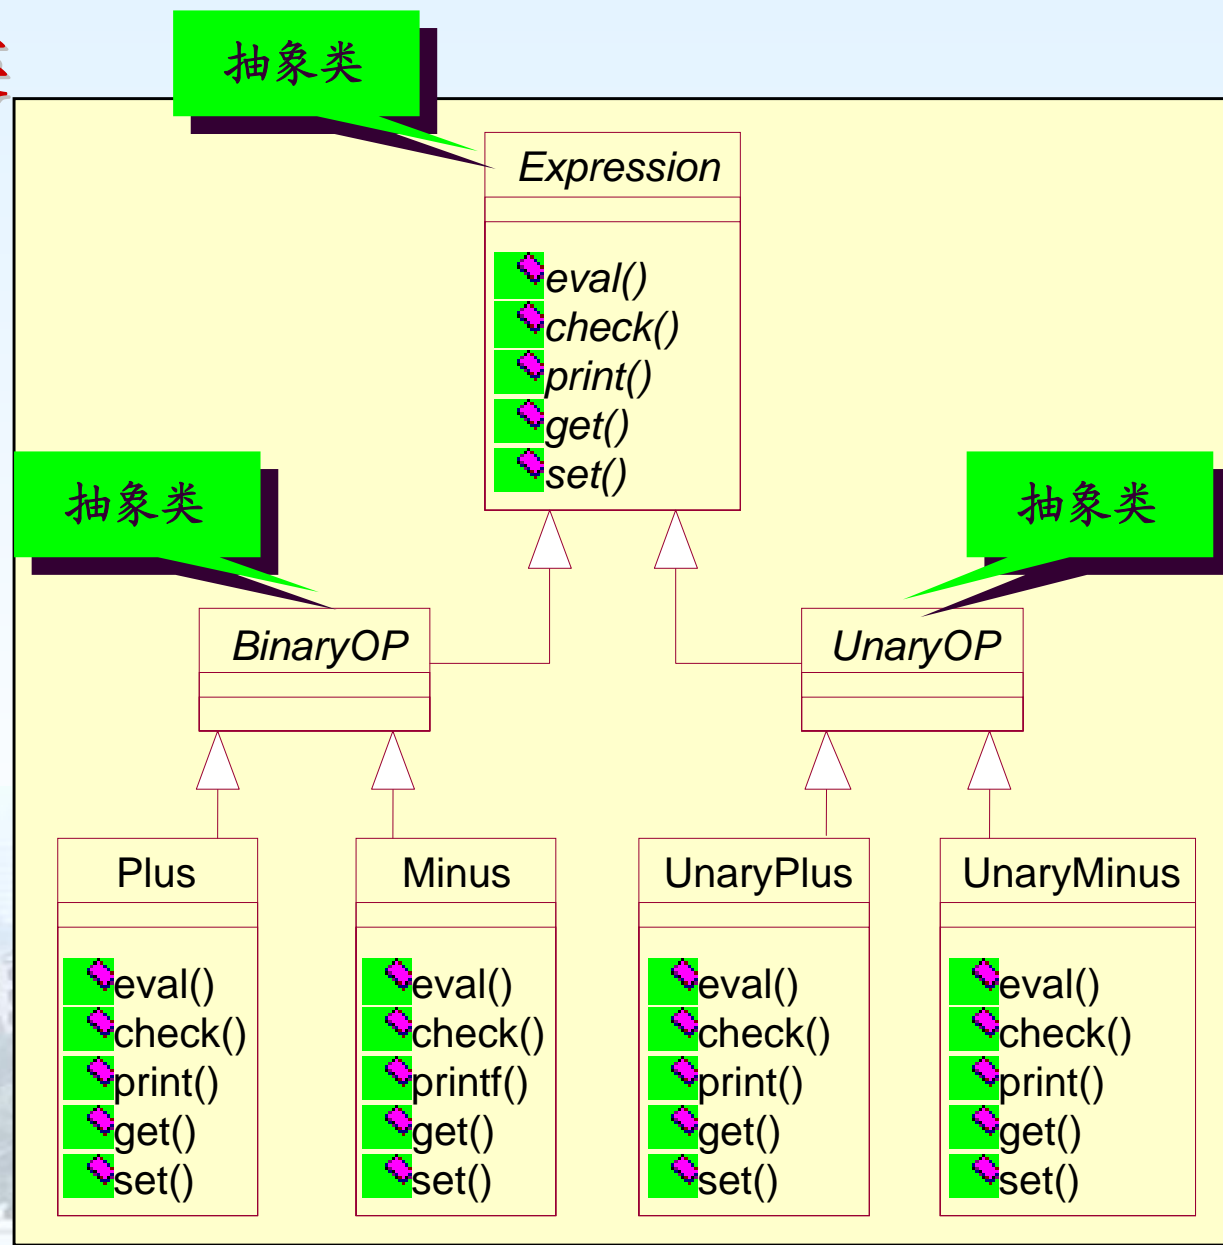 抽象类
Expression
eval()
check()
print()
get()
set()
抽象类
抽象类
BinaryOP
UnaryOP
Plus
eval()
check()
print()
get()
set()
Minus
eval()
check()
printf()
get()
set()
UnaryPlus
eval()
check()
print()
get()
set()
UnaryMinus
eval()
check()
print()
get()
set()